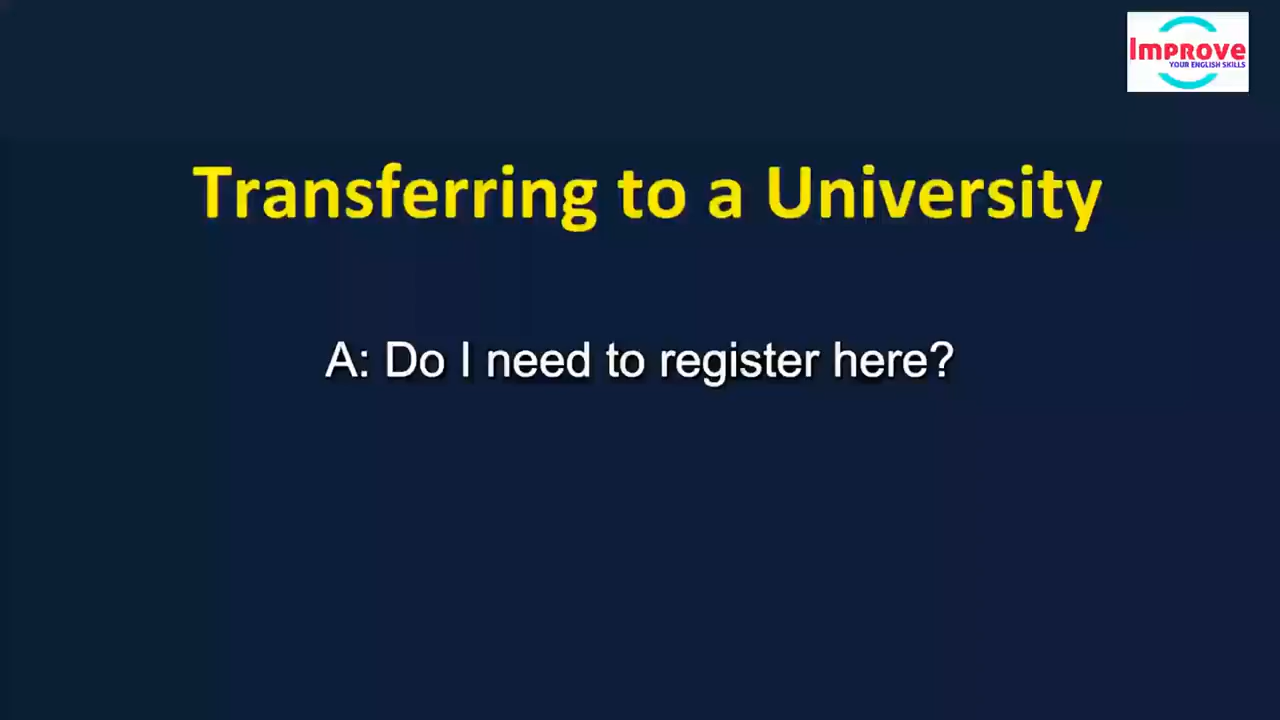 Improve
YOUR ENGLISH SKILLS
Transferring to a University
A: Do I need to register here?